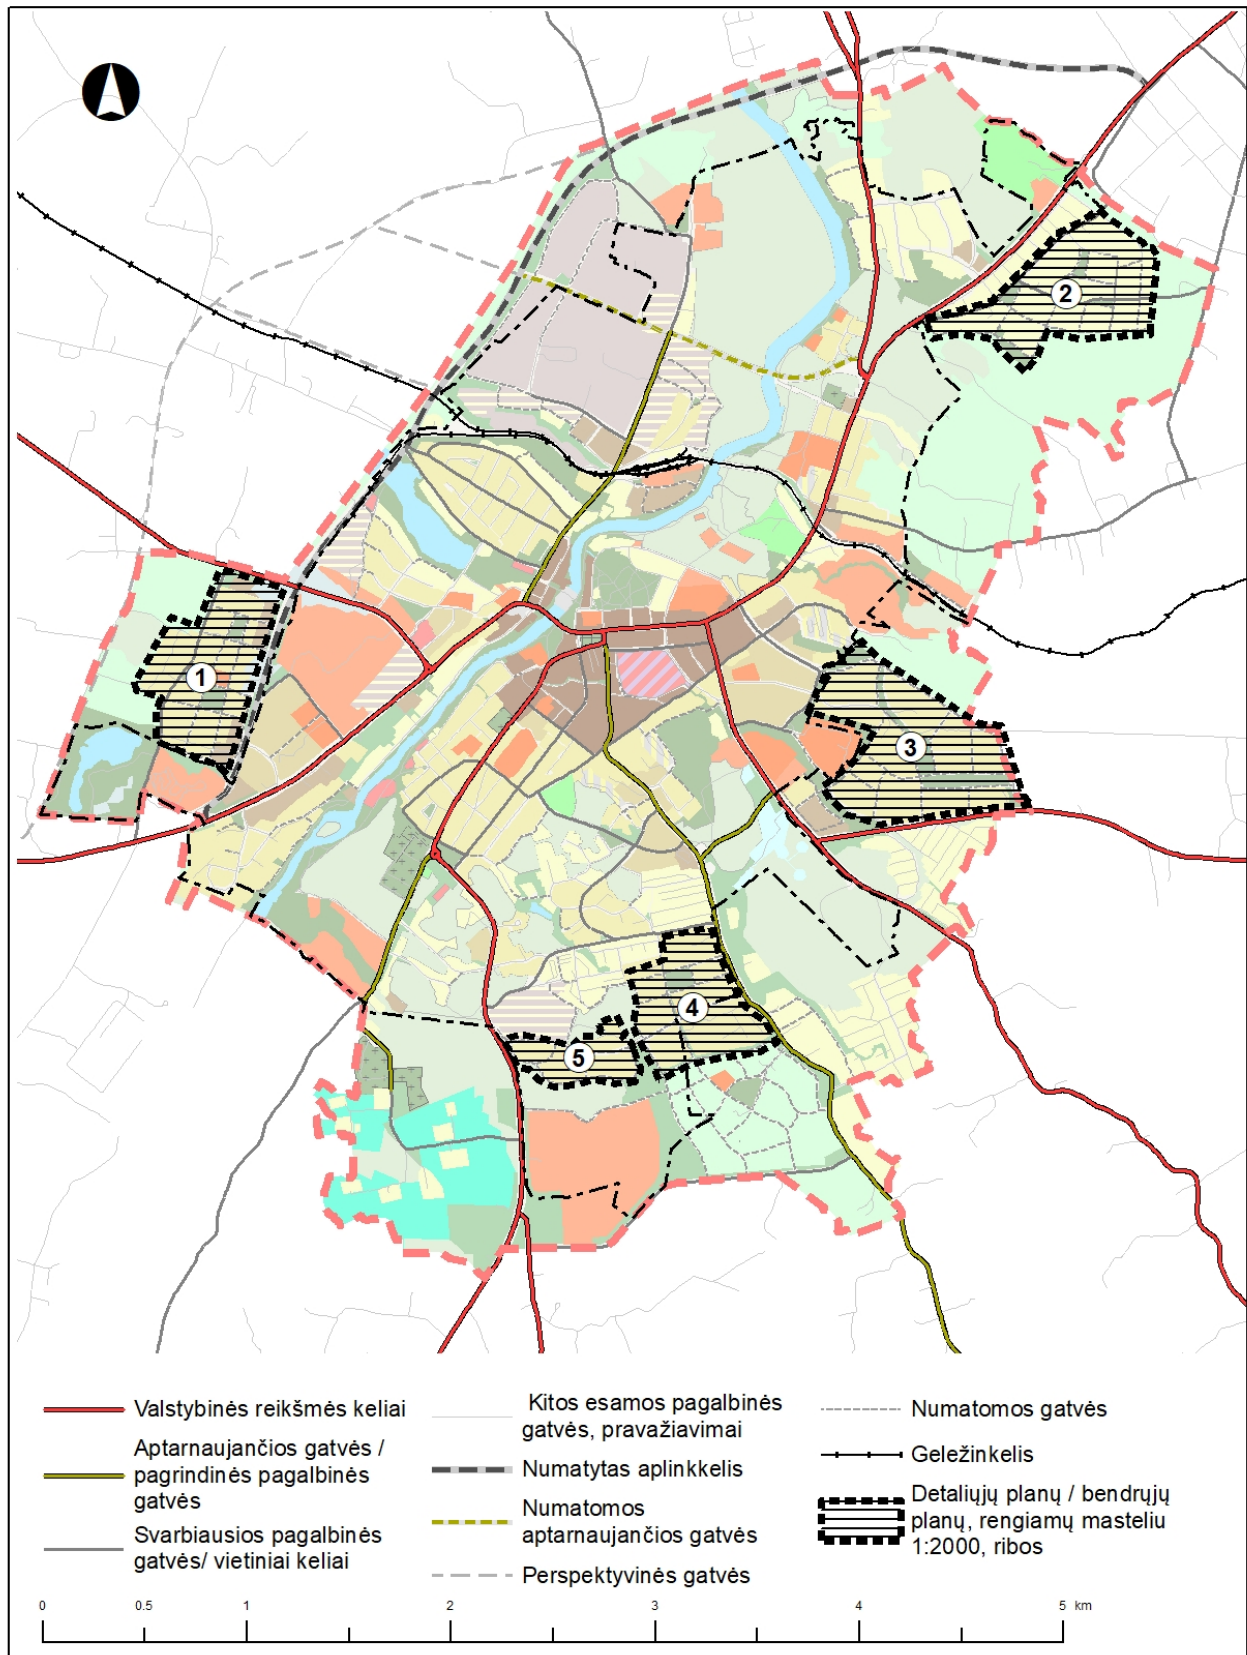 2
1
3
4
5
Valstybinės reikšmės keliai
Aptarnaujančios gatvės /
pagrindinės pagalbinės
gatvės
Svarbiausios pagalbinės
gatvės/ vietiniai keliai
Kitos esamos pagalbinės
gatvės, pravažiavimai
Numatytas aplinkkelis
Numatomos
aptarnaujančios gatvės
Perspektyvinės gatvės
Numatomos gatvės
Geležinkelis
Detaliųjų planų / bendrųjų
planų, rengiamų masteliu
1:2000, ribos
0 0.5 1 2 3 4 5 km